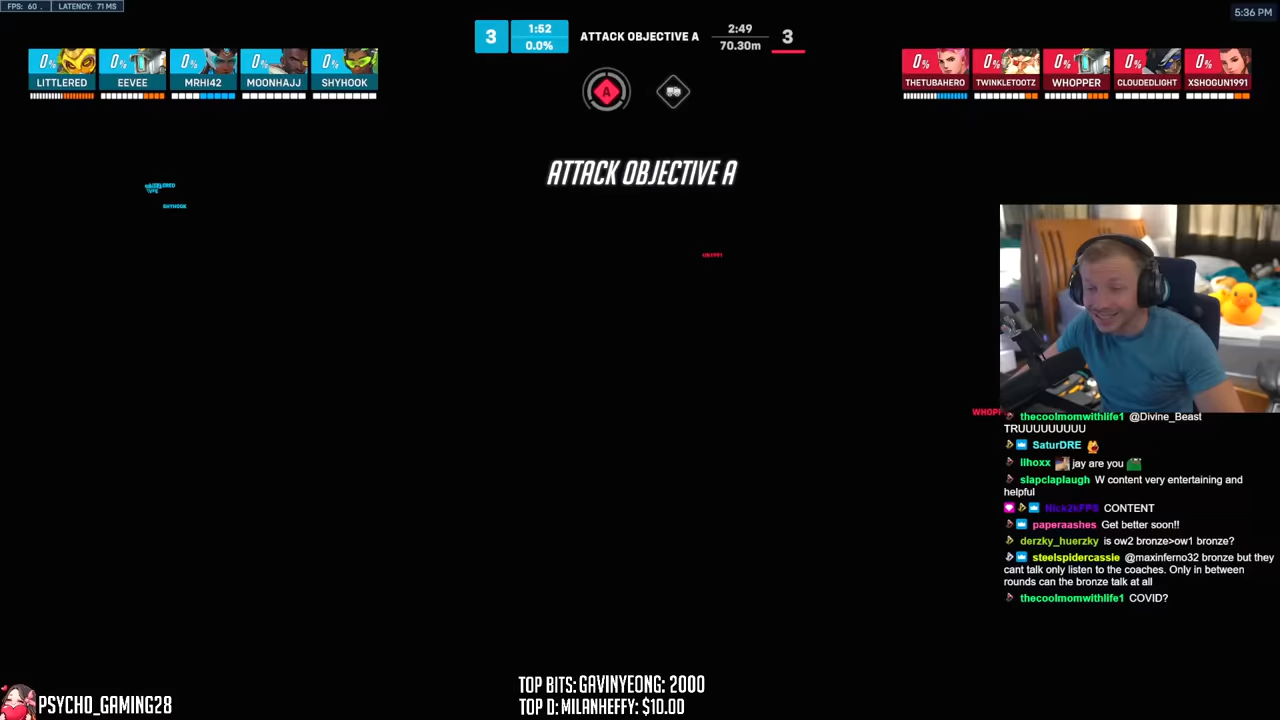 FPS: 60
LATENCY: 71 MS
5:36 PM
3
1:52
0.0%
ATTACK OBJECTIVE A
2:49
70.30m
3
0% 0% 0% 0% 0%
LITTLERED EEVEE MRHI42 MOONHAJJ SHYHOOK
0% 0% 0% 0% 0%
THETUBAHERO TWINKLETOOTZ WHOPPER CLOUDEDLIGHT XSHOGUN1991
A
ATTACK OBJECTIVE A
SHYHOOK
WHOPP
thecoolmomwithlife1 @Divine_Beast
TRUUUUUUUUU
SaturDRE
llhoxx jay are you
slapclaplaugh W content very entertaining and
helpful
Nick2kFPS CONTENT
paperaashes Get better soon!!
derzky_huerzky is ow2 bronze>ow1 bronze?
steelspidercassie @maxinferno32 bronze but they
cant talk only listen to the coaches. Only in between
rounds can the bronze talk at all
thecoolmomwithlife1 COVID?
PSYCHO_GAMING28
TOP BITS: GAVINYEONG: 2000
TOP D: MILANHEFFY: $10.00